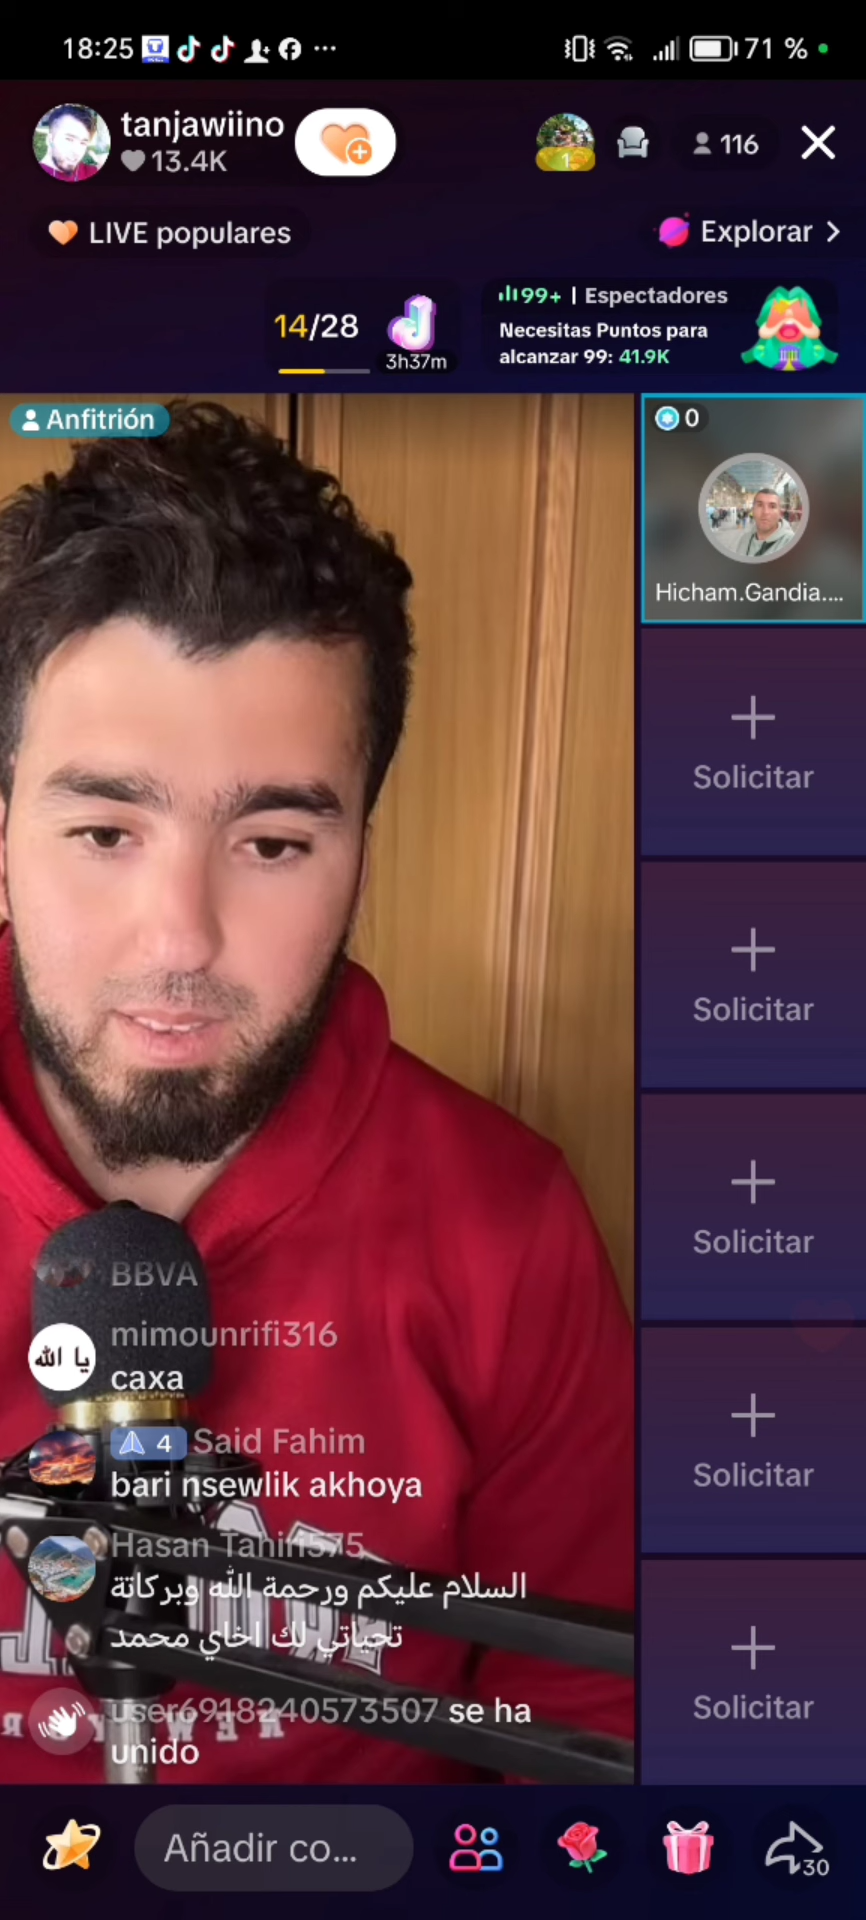 18:25
71 %
tanjawiino
13.4K
1
116
LIVE populares
Explorar
14/28
3h37m
99+ | Espectadores
Necesitas Puntos para
alcanzar 99: 41.9K
Anfitrión
0
Hicham.Gandia....
Solicitar
Solicitar
Solicitar
Solicitar
Solicitar
BBVA
mimounrifi316
يا الله
caxa
4 Said Fahim
bari nsewlik akhoya
Hasan Tahiri575
السلام عليكم ورحمة الله وبركاتة
تحياتي لك اخاي محمد
user6918240573507 se ha
unido
Añadir co...
30